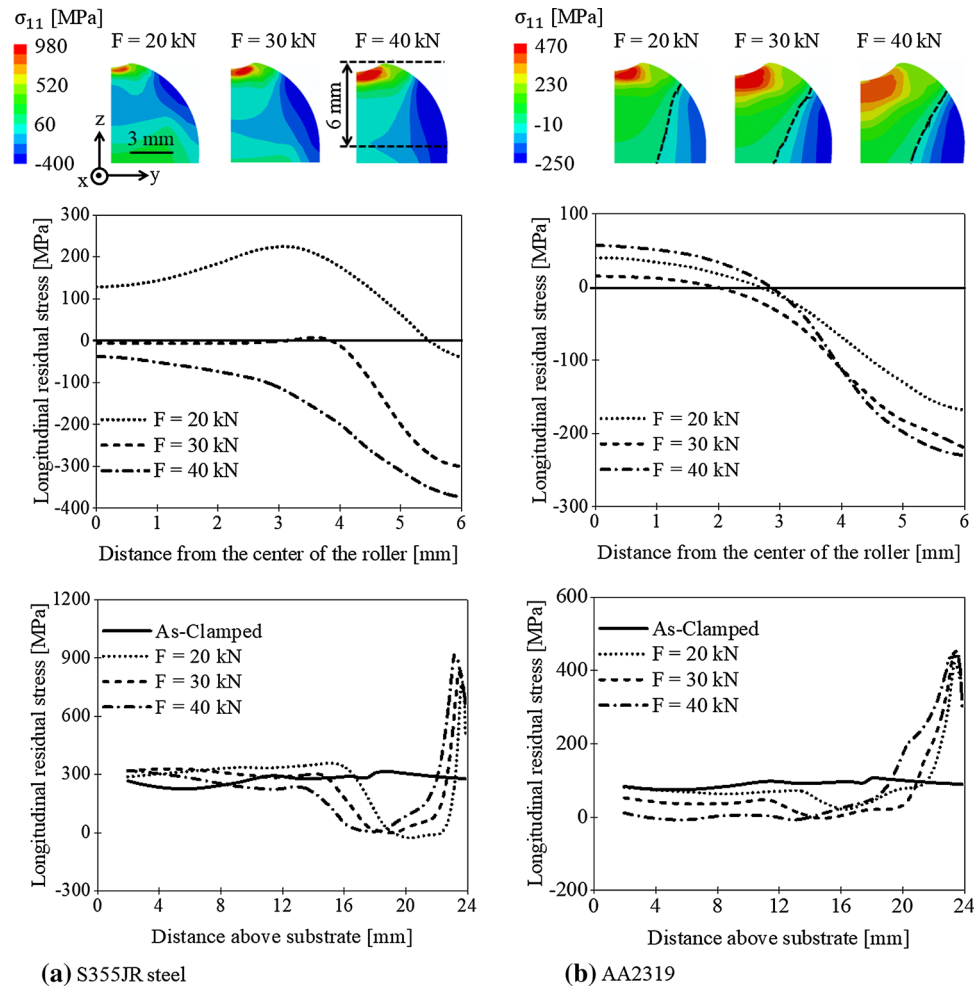 σ₁₁ [MPa]
980
520
60
-400
F = 20 kN
F = 30 kN
F = 40 kN
6 mm
3 mm
z
x
y
σ₁₁ [MPa]
470
230
-10
-250
F = 20 kN
F = 30 kN
F = 40 kN
Longitudinal residual stress [MPa]
300
200
100
0
-100
-200
-300
-400
F = 20 kN
F = 30 kN
F = 40 kN
0 1 2 3 4 5 6
Distance from the center of the roller [mm]
Longitudinal residual stress [MPa]
100
0
-100
-200
-300
F = 20 kN
F = 30 kN
F = 40 kN
0 1 2 3 4 5 6
Distance from the center of the roller [mm]
Longitudinal residual stress [MPa]
1200
900
600
300
0
-300
As-Clamped
F = 20 kN
F = 30 kN
F = 40 kN
0 4 8 12 16 20 24
Distance above substrate [mm]
(a) S355JR steel
Longitudinal residual stress [MPa]
600
400
200
0
-200
As-Clamped
F = 20 kN
F = 30 kN
F = 40 kN
0 4 8 12 16 20 24
Distance above substrate [mm]
(b) AA2319